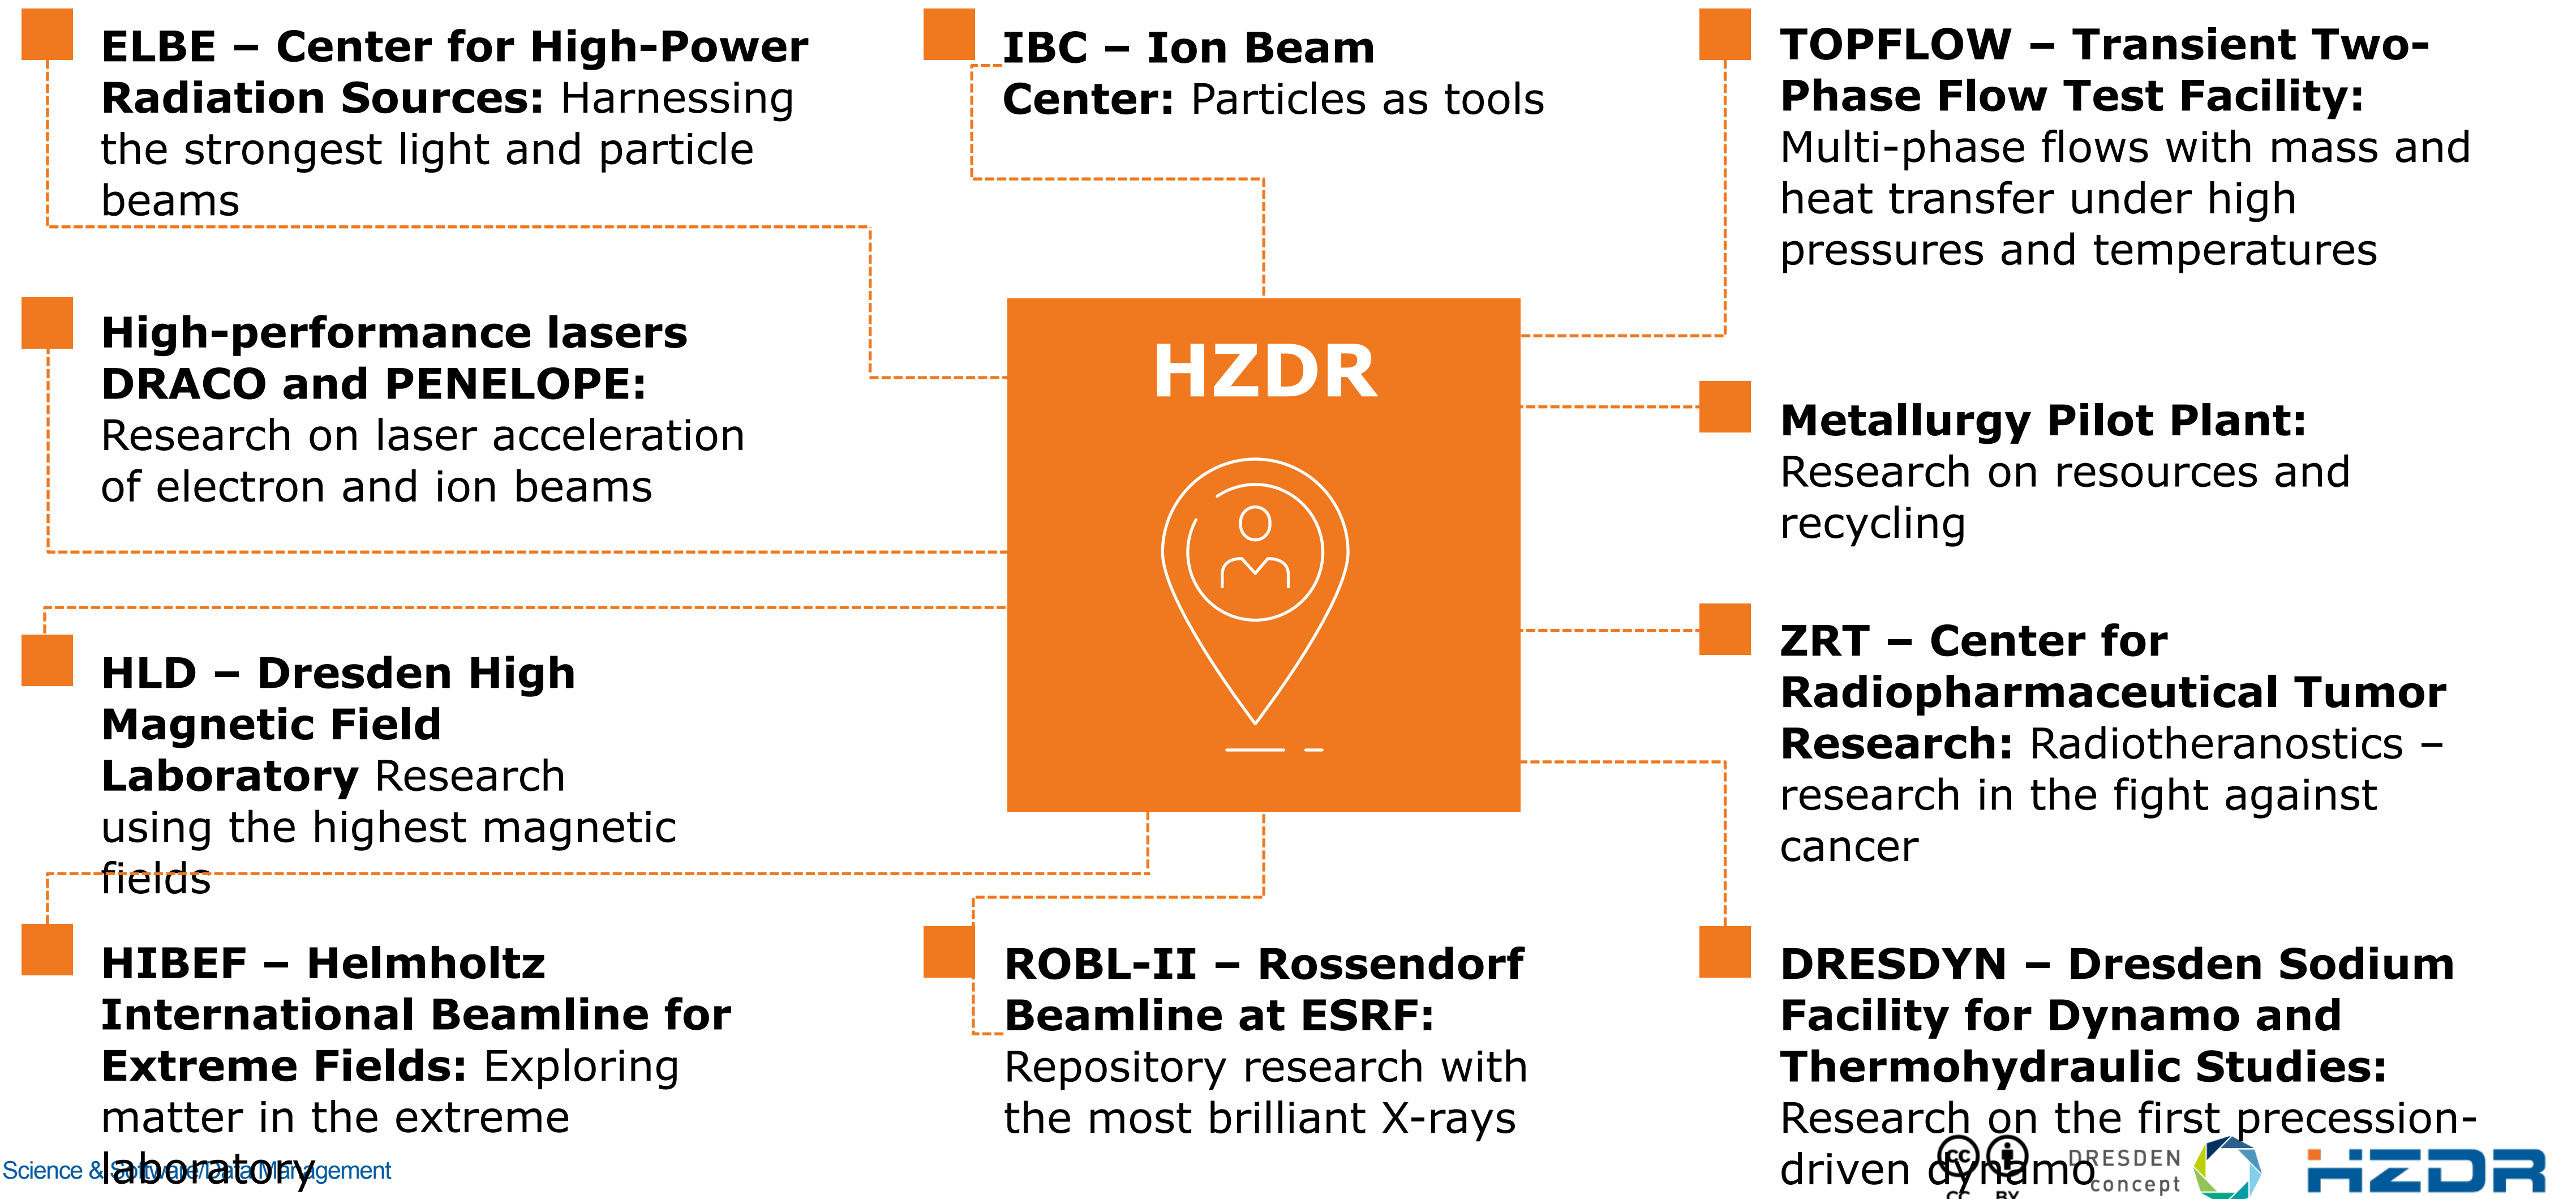 ELBE – Center for High-Power
Radiation Sources: Harnessing
the strongest light and particle
beams
IBC – Ion Beam
Center: Particles as tools
TOPFLOW – Transient Two-
Phase Flow Test Facility:
Multi-phase flows with mass and
heat transfer under high
pressures and temperatures
High-performance lasers
DRACO and PENELOPE:
Research on laser acceleration
of electron and ion beams
HZDR
Metallurgy Pilot Plant:
Research on resources and
recycling
HLD – Dresden High
Magnetic Field
Laboratory Research
using the highest magnetic
fields
ZRT – Center for
Radiopharmaceutical Tumor
Research: Radiotheranostics –
research in the fight against
cancer
HIBEF – Helmholtz
International Beamline for
Extreme Fields: Exploring
matter in the extreme
laboratory
ROBL-II – Rossendorf
Beamline at ESRF:
Repository research with
the most brilliant X-rays
DRESDYN – Dresden Sodium
Facility for Dynamo and
Thermohydraulic Studies:
Research on the first precession-
driven dynamo
Science & Software/Data Management
CC
CC BY
DRESDEN
concept
HZDR